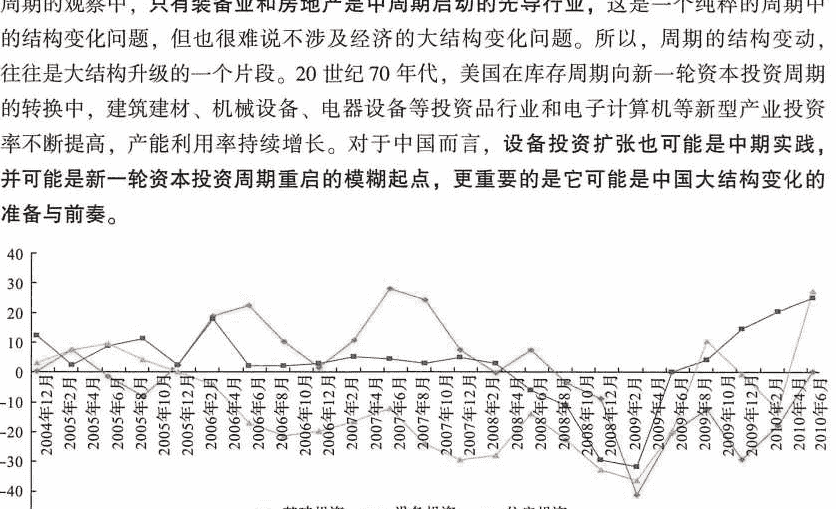 周期的观察中，只有装备业和房地产是中周期启动的先导行业，这是一个纯粹的周期中
的结构变化问题，但也很难说不涉及经济的大结构变化问题。所以，周期的结构变动，
往往是大结构升级的一个片段。20 世纪 70 年代，美国在库存周期向新一轮资本投资周期
的转换中，建筑建材、机械设备、电器设备等投资品行业和电子计算机等新型产业投资
率不断提高，产能利用率持续增长。对于中国而言，设备投资扩张也可能是中期实践，
并可能是新一轮资本投资周期重启的模糊起点，更重要的是它可能是中国大结构变化的
准备与前奏。
40
30
20
10
0
-10
-20
-30
-40
2004年12月
2005年2月
2005年4月
2005年5月
2005年10月
2005年12月
2006年2月
2006年4月
2006年8月
2006年10月
2006年12月
2007年2月
2007年4月
2007年6月
2007年8月
2007年10月
2007年12月
2008年2月
2008年4月
2008年6月
2008年8月
2008年10月
2008年12月
2009年2月
2009年4月
2009年6月
2009年8月
2009年10月
2009年12月
2010年2月
2010年4月
2010年6月